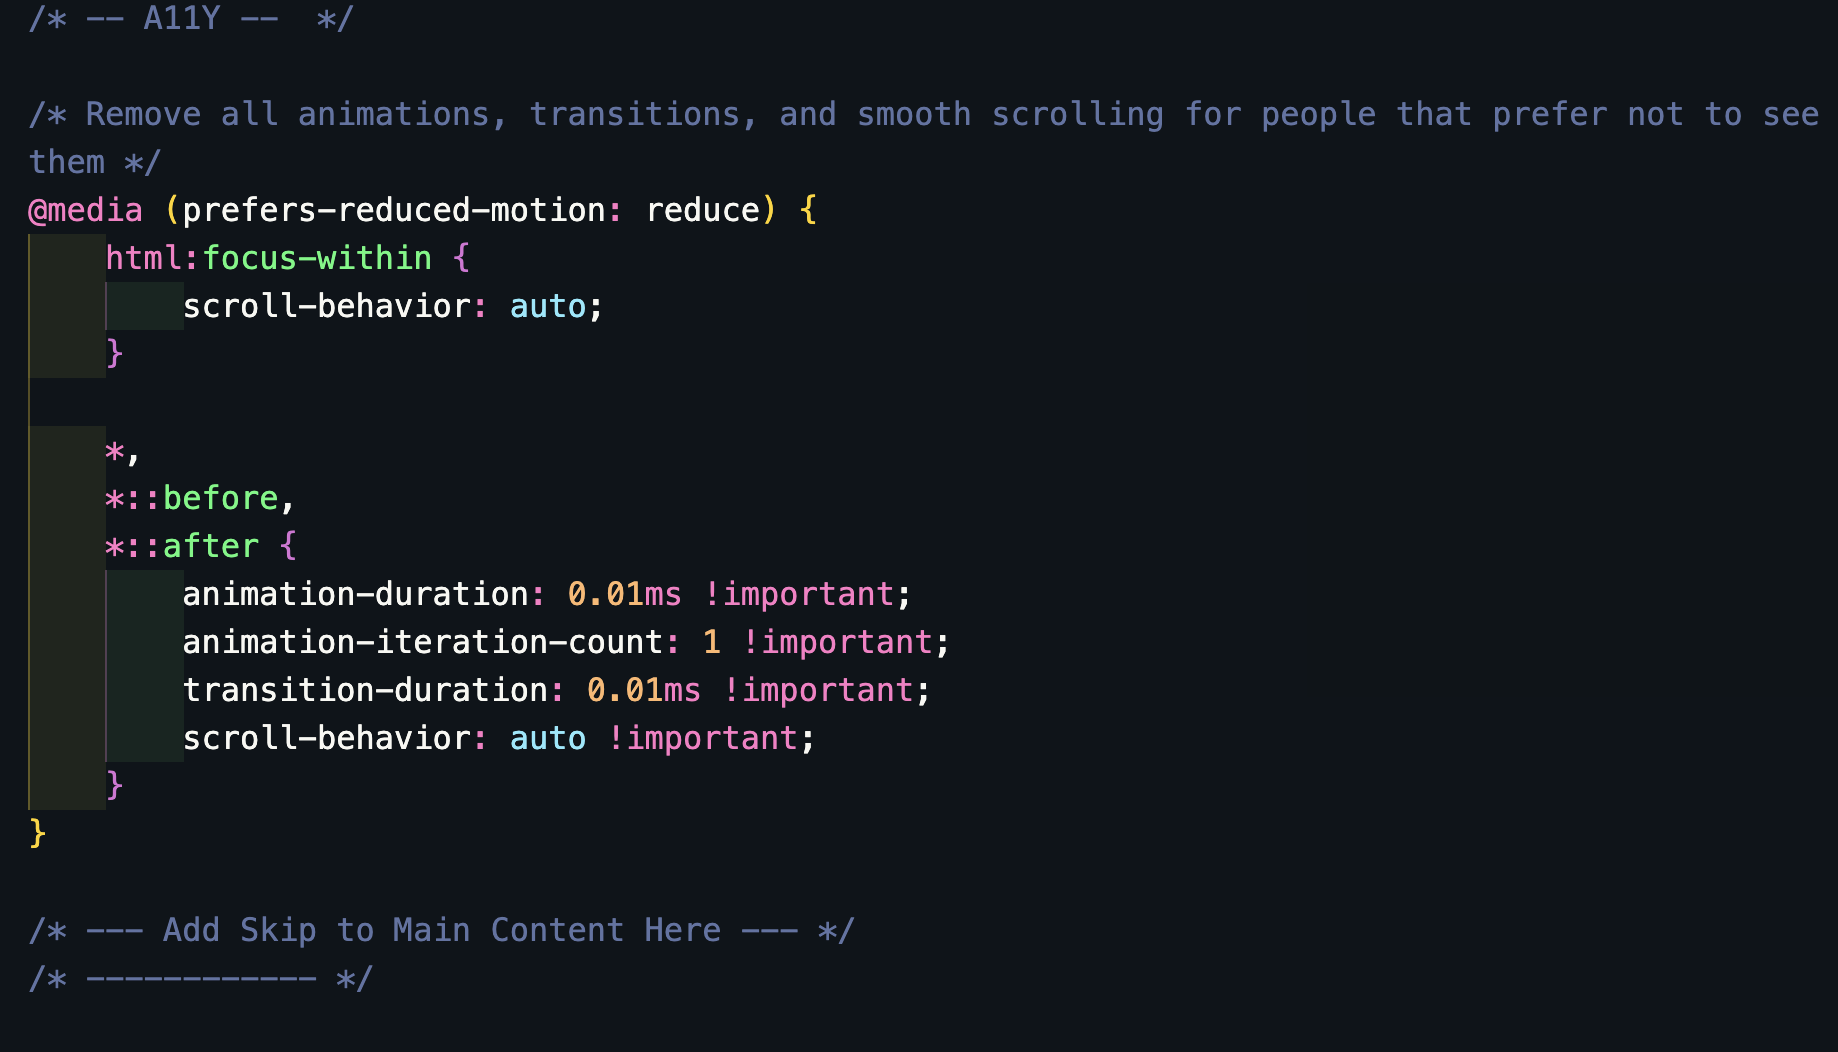 /* -- A11Y --  */
/* Remove all animations, transitions, and smooth scrolling for people that prefer not to see
them */
@media (prefers-reduced-motion: reduce) {
    html:focus-within {
        scroll-behavior: auto;
    }
    *,
    *::before,
    *::after {
        animation-duration: 0.01ms !important;
        animation-iteration-count: 1 !important;
        transition-duration: 0.01ms !important;
        scroll-behavior: auto !important;
    }
}
/* --- Add Skip to Main Content Here --- */
/* ------------ */